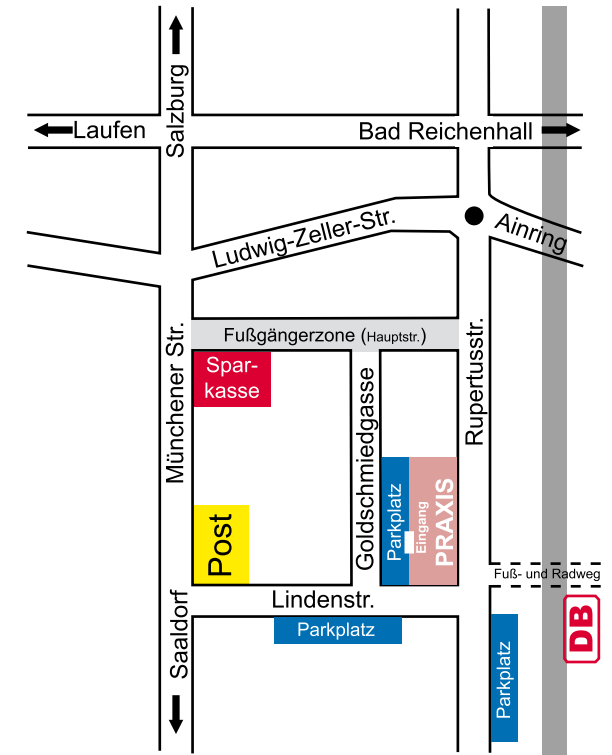 Salzburg
Laufen
Bad Reichenhall
Ludwig-Zeller-Str.
Ainring
Fußgängerzone (Hauptstr.)
Münchener Str.
Spar-
kasse
Goldschmiedgasse
Rupertusstr.
Post
Parkplatz
Eingang
PRAXIS
Fuß- und Radweg
Saaldorf
Lindenstr.
Parkplatz
Parkplatz
DB